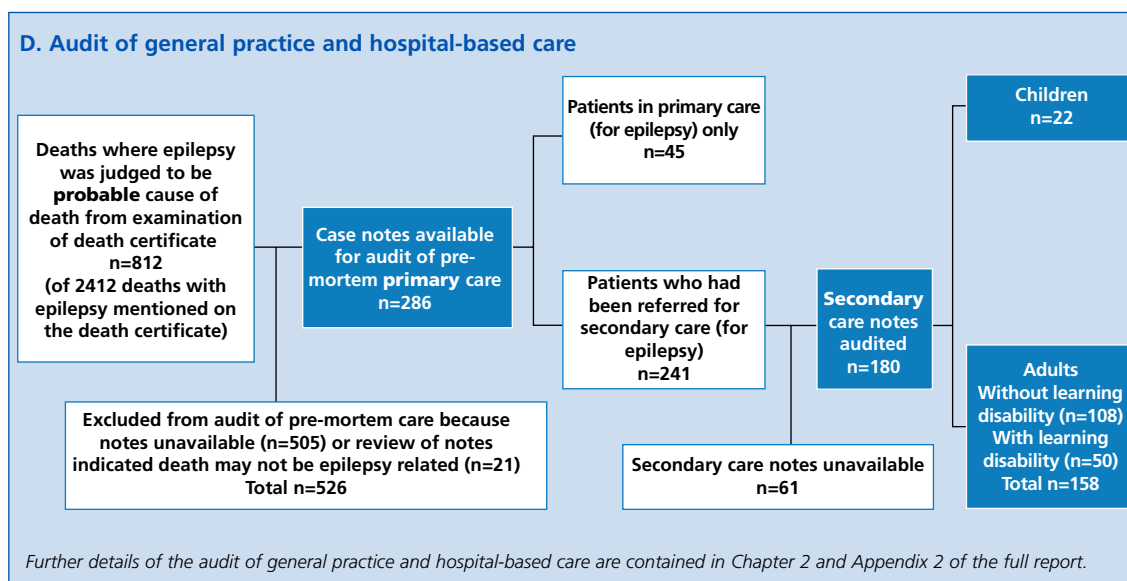 D. Audit of general practice and hospital-based care
Deaths where epilepsy
was judged to be
probable cause of
death from examination
of death certificate
n=812
(of 2412 deaths with
epilepsy mentioned on
the death certificate)
Excluded from audit of pre-mortem care because
notes unavailable (n=505) or review of notes
indicated death may not be epilepsy related (n=21)
Total n=526
Case notes available
for audit of pre-
mortem primary care
n=286
Patients in primary care
(for epilepsy) only
n=45
Patients who had
been referred for
secondary care (for
epilepsy)
n=241
Secondary care notes unavailable
n=61
Secondary
care notes
audited
n=180
Children
n=22
Adults
Without learning
disability (n=108)
With learning
disability (n=50)
Total n=158
Further details of the audit of general practice and hospital-based care are contained in Chapter 2 and Appendix 2 of the full report.